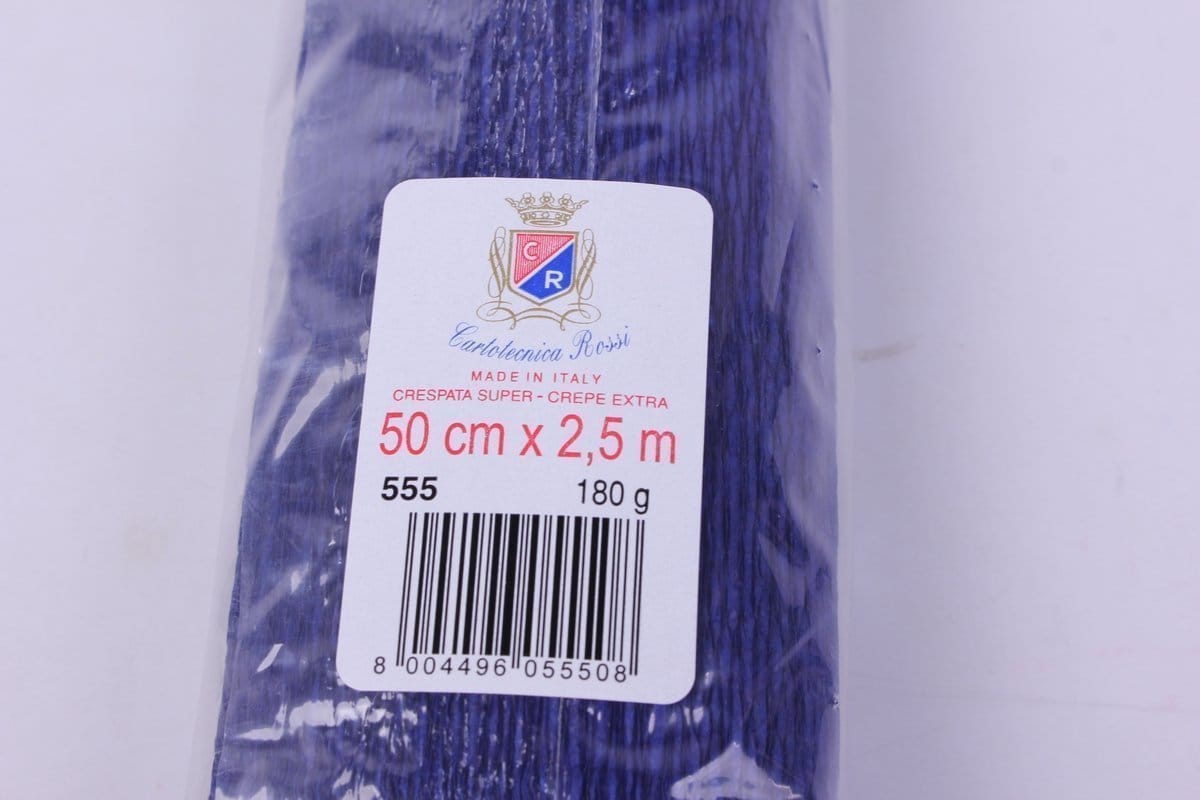 C
R
Cartotecnica Rossi
MADE IN ITALY
CRESPATA SUPER - CREPE EXTRA
50 cm x 2,5 m
555 180 g
8 004496 055508